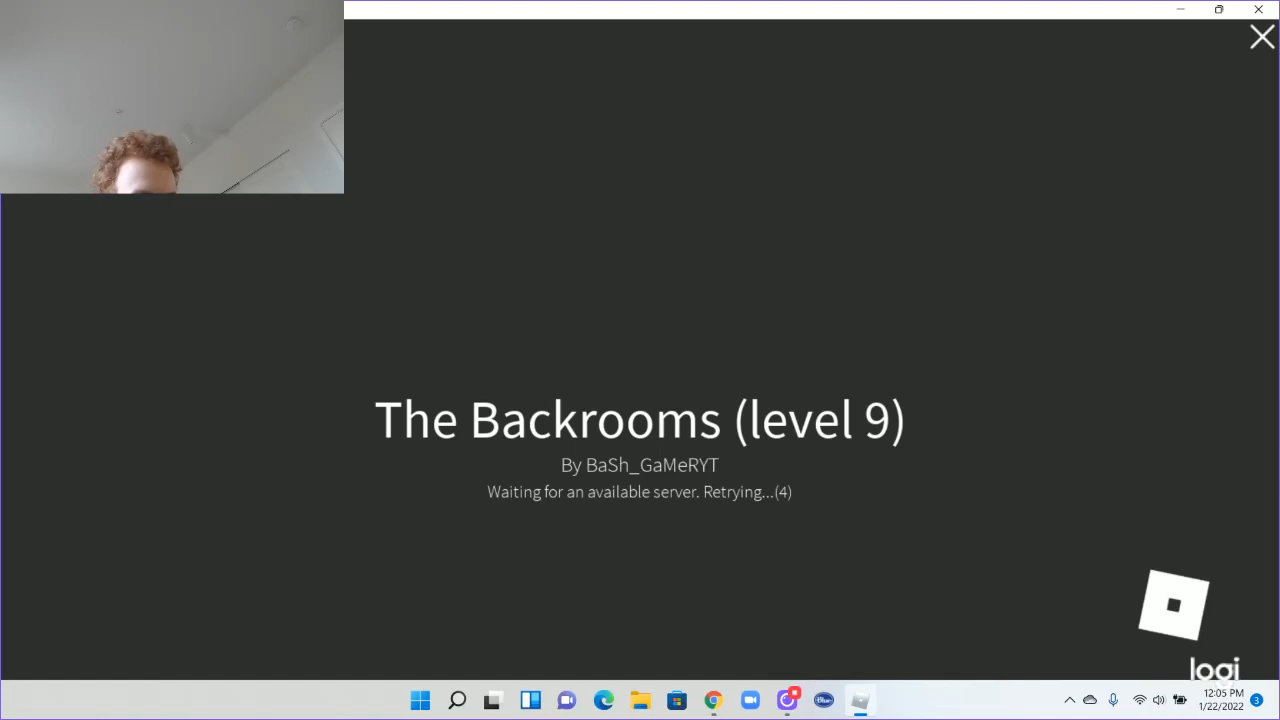 The Backrooms (level 9)
By BaSh_GaMeRYT
Waiting for an available server. Retrying...(4)
logi
12:05 PM
1/22/2022
3